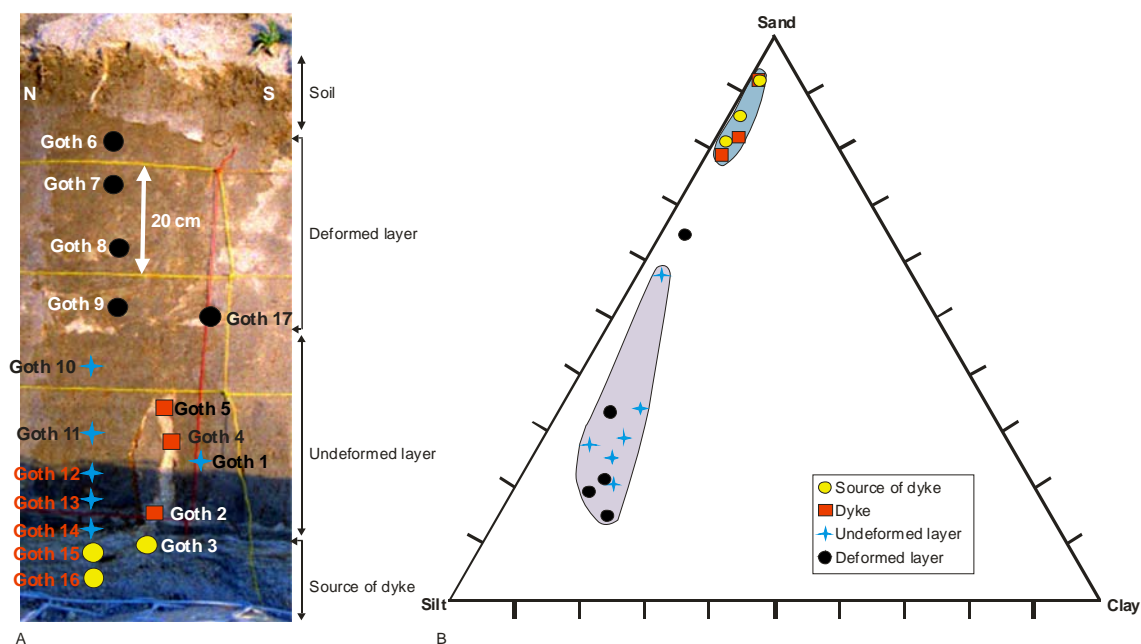 N
S
Soil
Goth 6
Goth 7
20 cm
Goth 8
Deformed layer
Goth 9
Goth 17
Goth 10
Goth 5
Goth 11
Goth 4
Goth 1
Undeformed layer
Goth 12
Goth 13
Goth 2
Goth 14
Goth 3
Goth 15
Goth 16
Source of dyke
A
Sand
Source of dyke
Dyke
Undeformed layer
Deformed layer
Silt
Clay
B